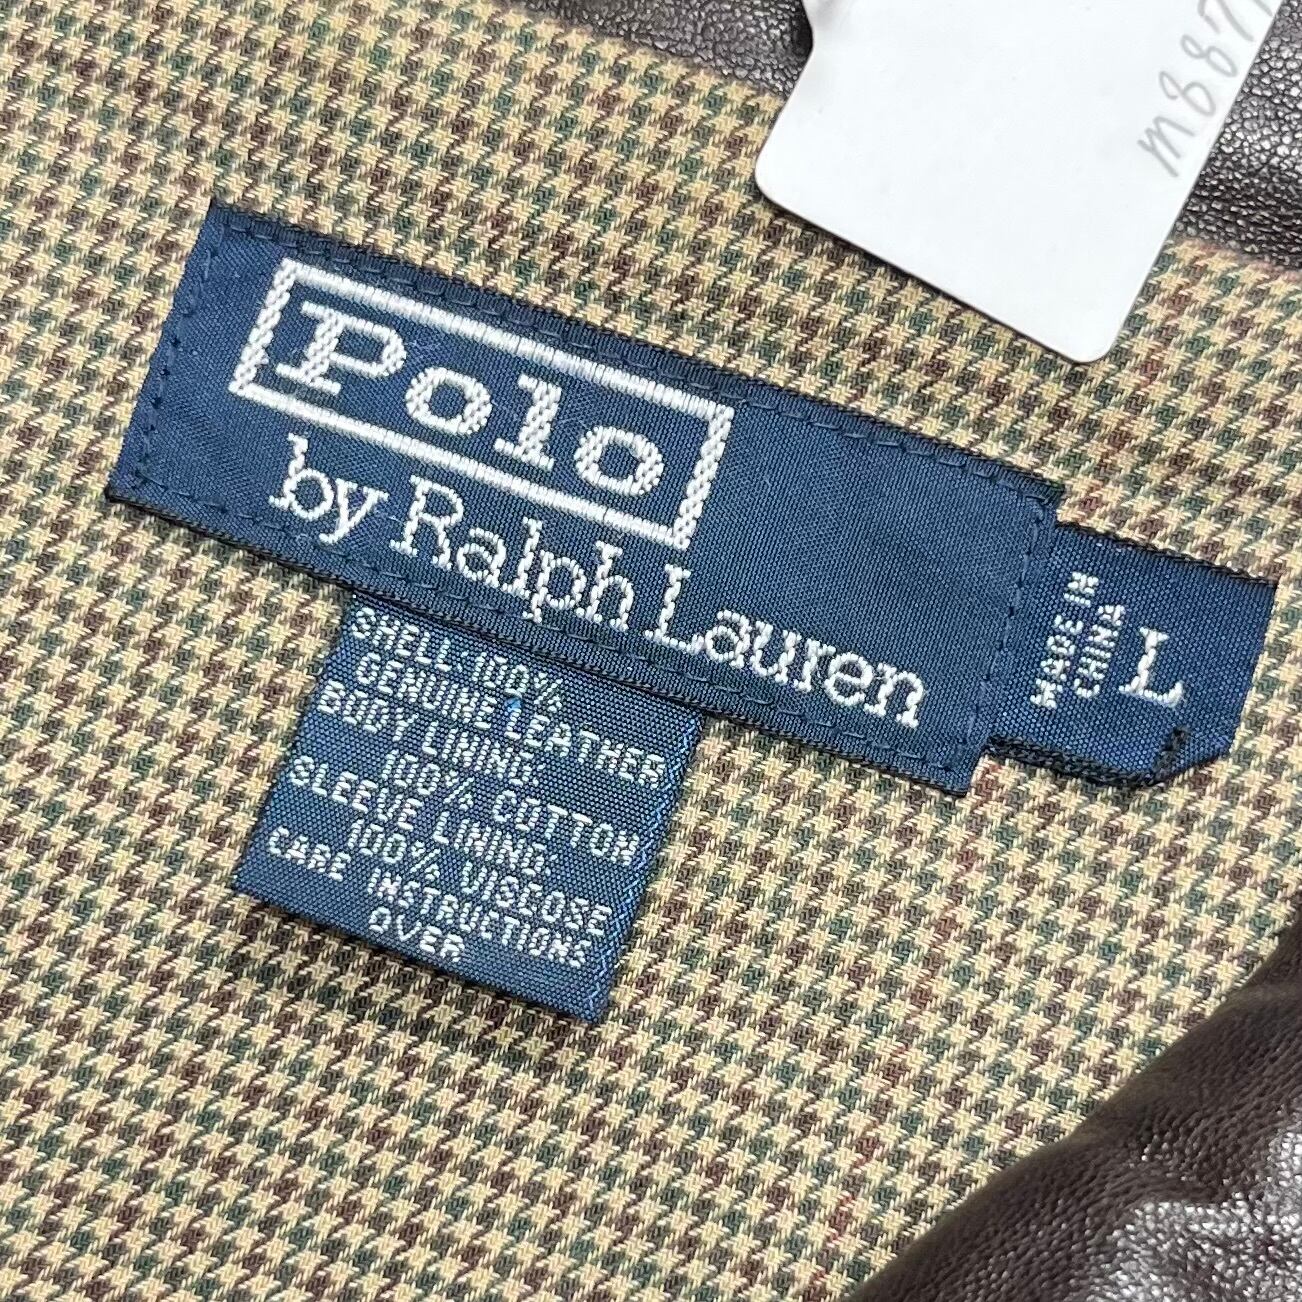 Polo
by Ralph Lauren
MADE IN
CHINA
L
SHELL:100%
GENUINE LEATHER
BODY LINING:
100% COTTON
SLEEVE LINING:
100% VISCOSE
CARE INSTRUCTIONS
OVER